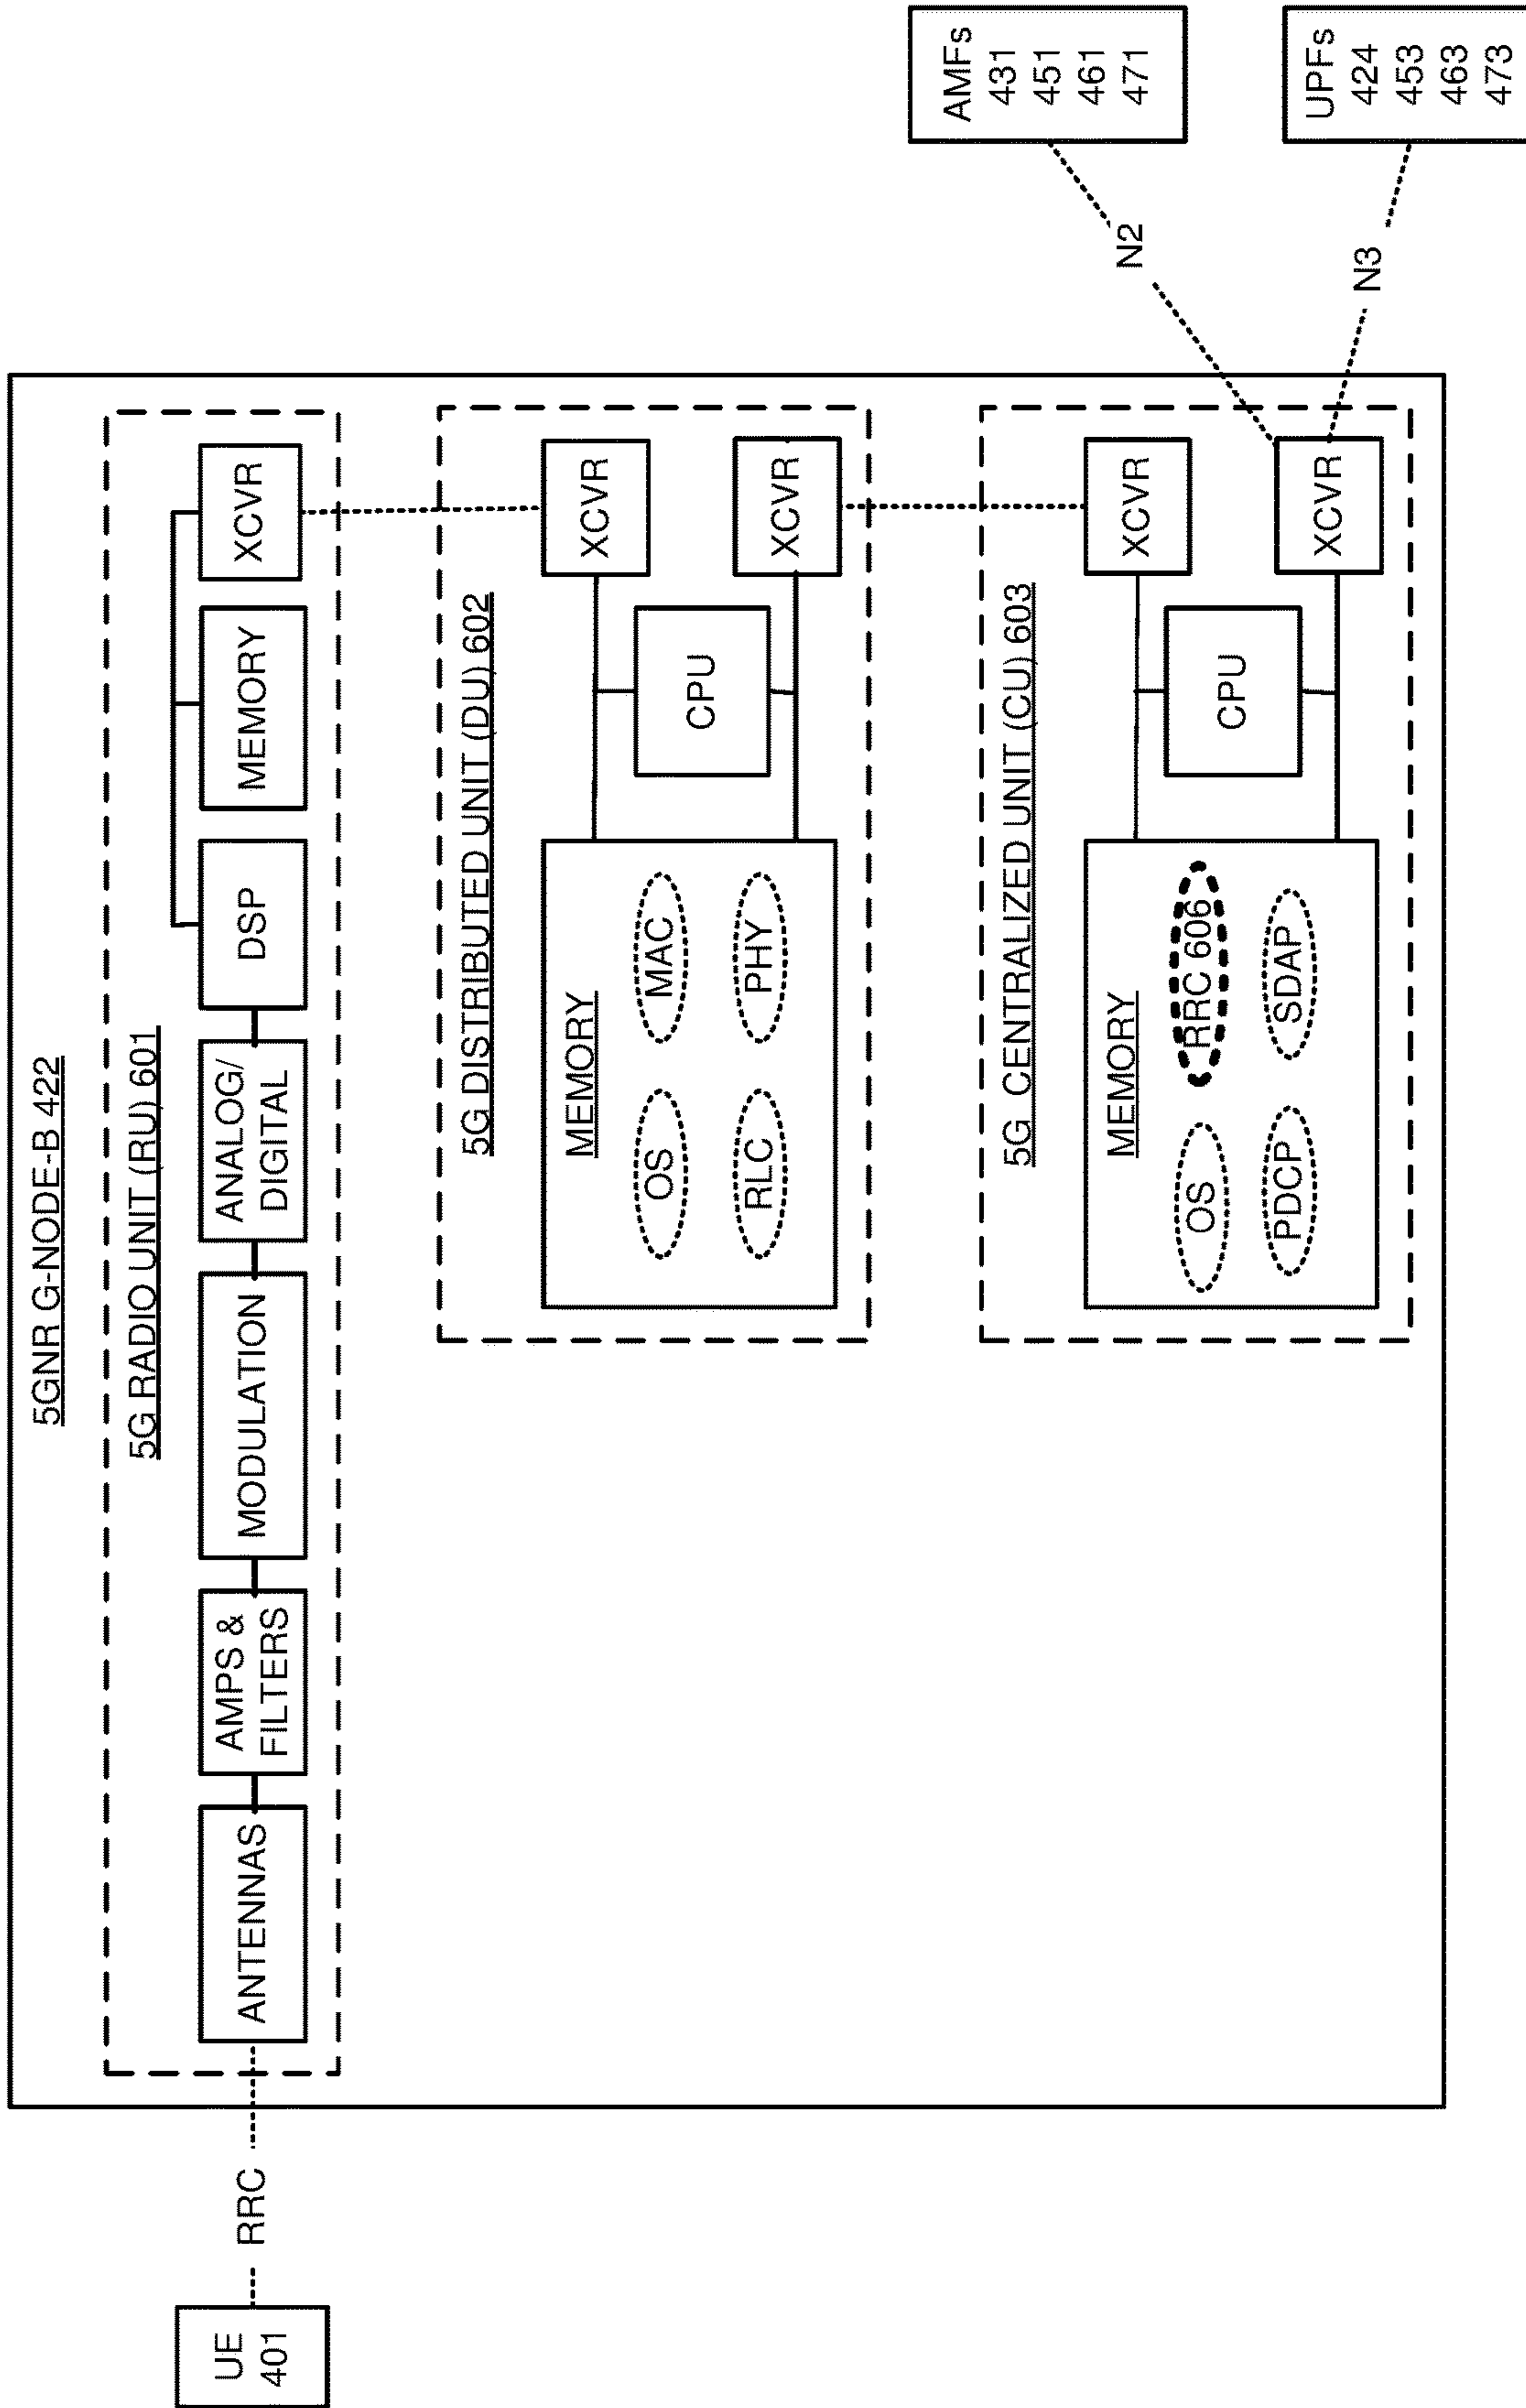 5GNR G-NODE-B 422
5G RADIO UNIT (RU) 601
UE
401
RRC
ANTENNAS
AMPS &
FILTERS
MODULATION
ANALOG/
DIGITAL
DSP
MEMORY
XCVR
5G DISTRIBUTED UNIT (DU) 602
MEMORY
OS
MAC
RLC
PHY
CPU
XCVR
XCVR
5G CENTRALIZED UNIT (CU) 603
MEMORY
OS
RRC 606
PDCP
SDAP
CPU
XCVR
XCVR
N2
N3
AMFs
431
451
461
471
UPFs
424
453
463
473